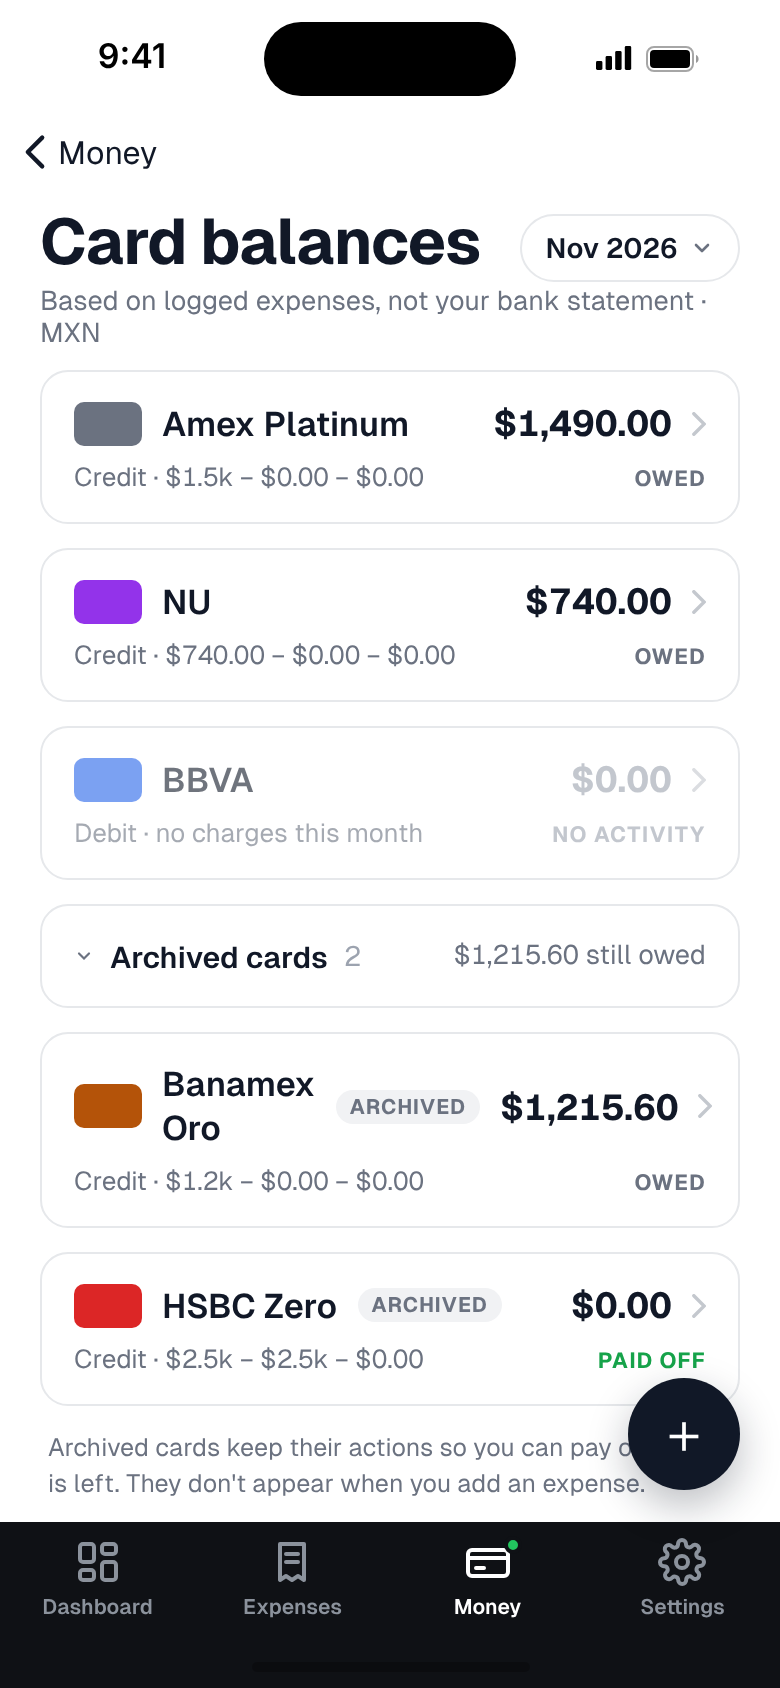 9:41
Money
Card balances
Nov 2026
Based on logged expenses, not your bank statement ·
MXN
Amex Platinum
$1,490.00
Credit · $1.5k – $0.00 – $0.00
OWED
NU
$740.00
Credit · $740.00 – $0.00 – $0.00
OWED
BBVA
$0.00
Debit · no charges this month
NO ACTIVITY
Archived cards 2
$1,215.60 still owed
Banamex
Oro
ARCHIVED
$1,215.60
Credit · $1.2k – $0.00 – $0.00
OWED
HSBC Zero
ARCHIVED
$0.00
Credit · $2.5k – $2.5k – $0.00
PAID OFF
Archived cards keep their actions so you can pay
is left. They don't appear when you add an expense.
Dashboard
Expenses
Money
Settings